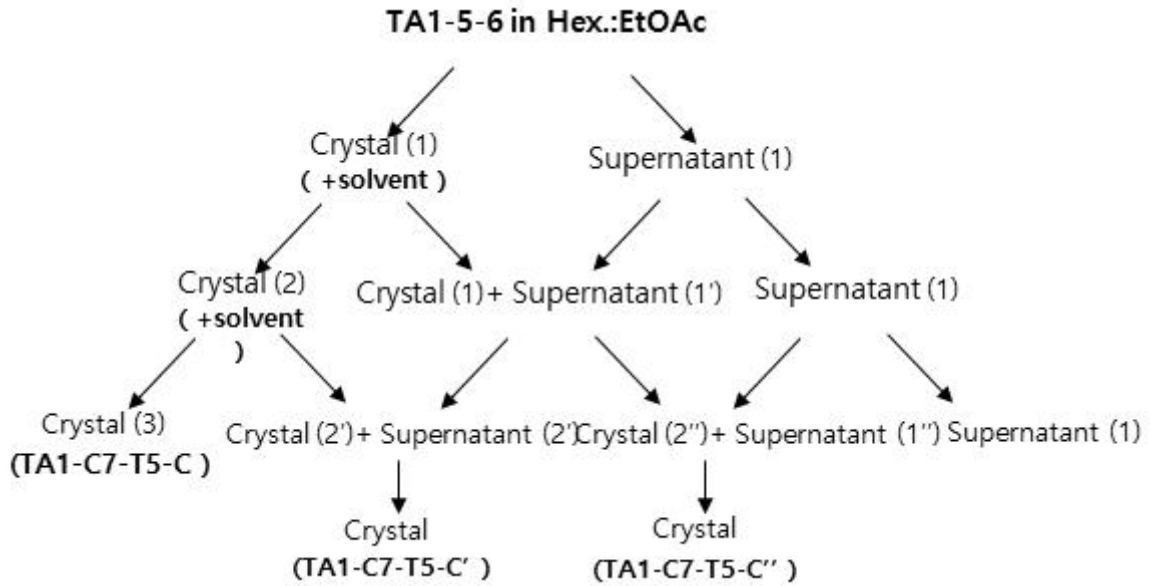 TA1-5-6 in Hex.:EtOAc
Crystal (1)
( +solvent )
Supernatant (1)
Crystal (2)
( +solvent
)
Crystal (1) + Supernatant (1')
Supernatant (1)
Crystal (3)
(TA1-C7-T5-C )
Crystal (2') + Supernatant (2')
Crystal (2'') + Supernatant (1'')
Supernatant (1)
Crystal
(TA1-C7-T5-C' )
Crystal
(TA1-C7-T5-C'' )